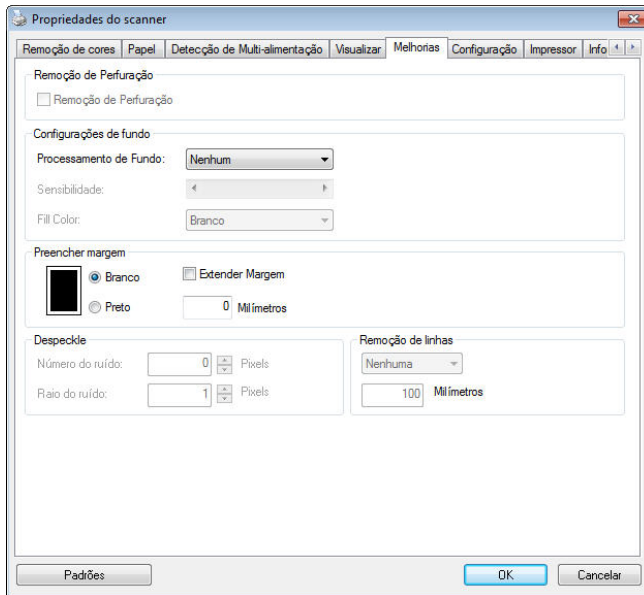 Propriedades do scanner
Remoção de cores Papel Detecção de Multi-alimentação Visualizar Melhorias Configuração Impressor Info
Remoção de Perfuração
Remoção de Perfuração
Configurações de fundo
Processamento de Fundo: Nenhum
Sensibilidade:
Fill Color: Branco
Preencher margem
Branco Extender Margem
Preto 0 Milímetros
Despeckle Remoção de linhas
Número do ruído: 0 Pixels Nenhuma
Raio do ruído: 1 Pixels 100 Milímetros
Padrões OK Cancelar